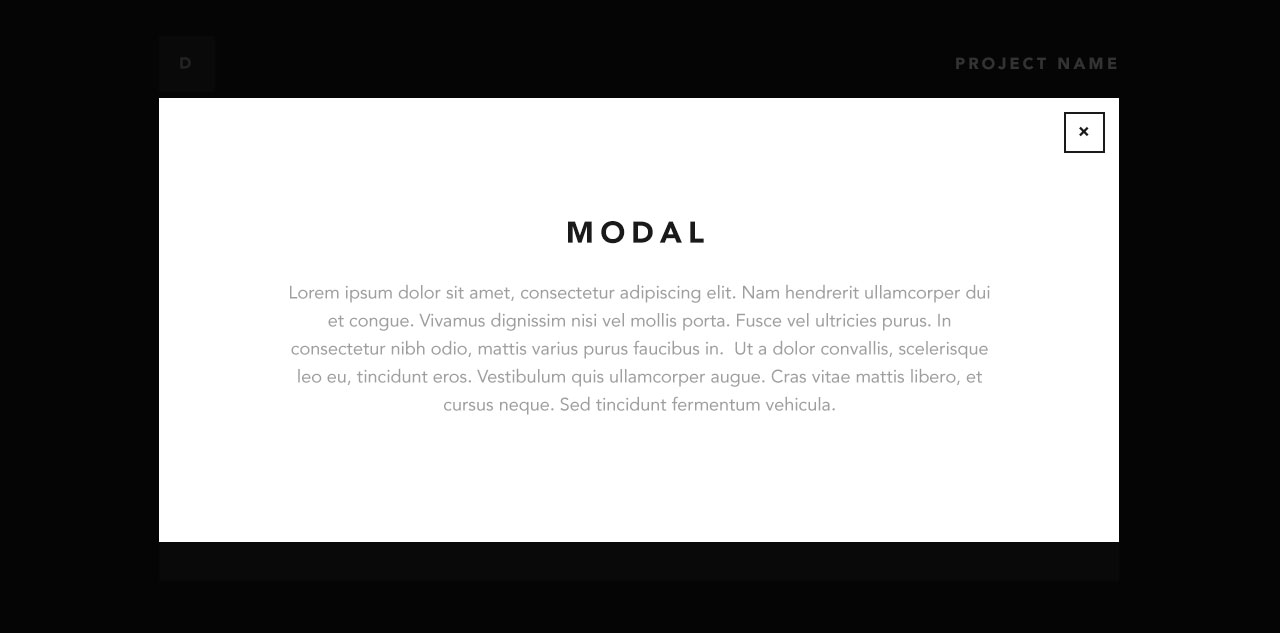 D
PROJECT NAME
×
MODAL
Lorem ipsum dolor sit amet, consectetur adipiscing elit. Nam hendrerit ullamcorper dui
et congue. Vivamus dignissim nisi vel mollis porta. Fusce vel ultricies purus. In
consectetur nibh odio, mattis varius purus faucibus in.  Ut a dolor convallis, scelerisque
leo eu, tincidunt eros. Vestibulum quis ullamcorper augue. Cras vitae mattis libero, et
cursus neque. Sed tincidunt fermentum vehicula.